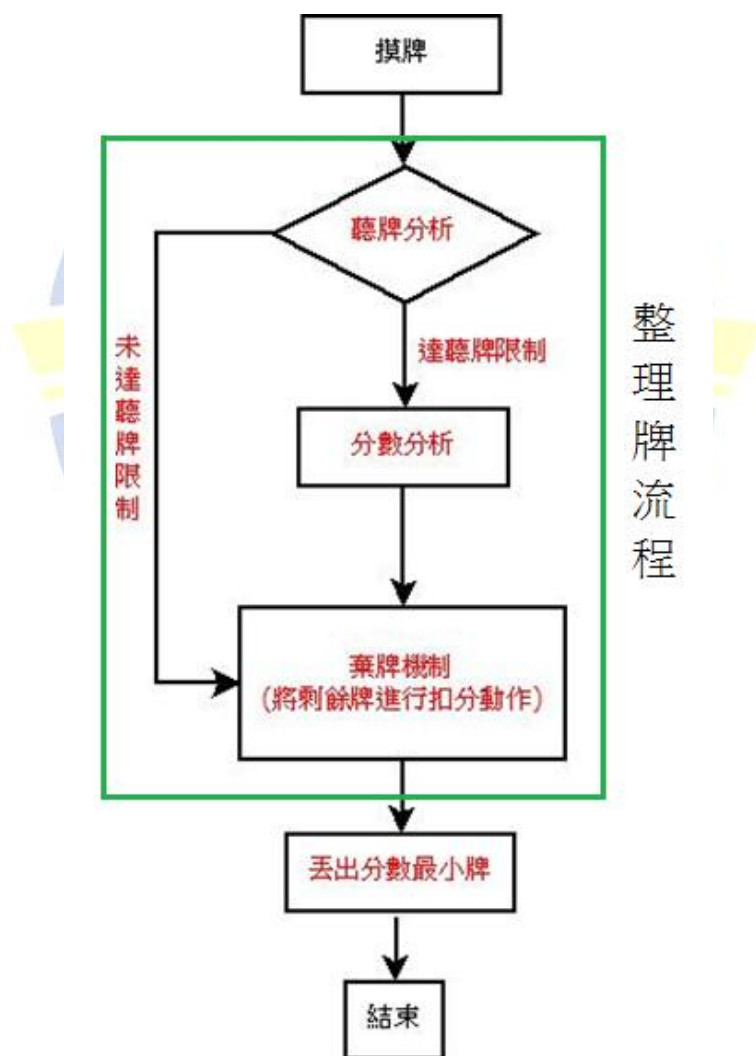 摸牌
聽牌分析
達聽牌限制
未達聽牌限制
分數分析
整理牌流程
棄牌機制
(將剩餘牌進行扣分動作)
丟出分數最小牌
結束